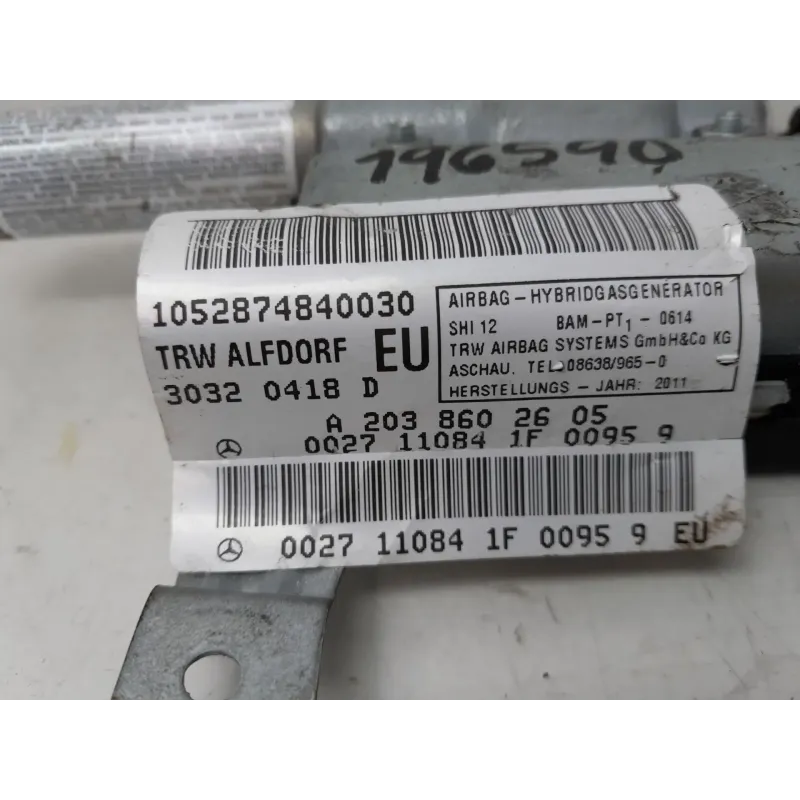 196590
1052874840030
TRW ALFDORF EU
3032 0 0418 D
AIRBAG - HYBRIDGASGENERATOR
SHI 12 BAM-PT1 - 0614
TRW AIRBAG SYSTEMS GmbH&Co KG
ASCHAU. TEL. 08638/965-0
HERSTELLUNGS - JAHR: 2011
A 203 860 26 05
0027 11084 1F 0095 9
0027 11084 1F 0095 9 EU